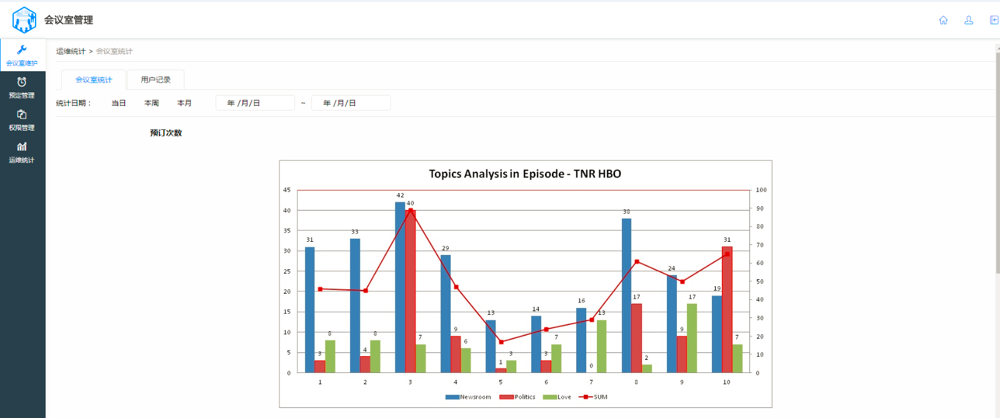 会议室管理
会议室维护
预定管理
权限管理
运维统计
运维统计 > 会议室统计
会议室统计 用户记录
统计日期： 当日 本周 本月 年 /月/日 ~ 年 /月/日
预订次数
Topics Analysis in Episode - TNR HBO
45 100
40 90
35 80
30 70
25 60
20 50
15 40
10 30
5 20
0 10
0
31 3 8
33 4 8
42 40 7
29 9 6
13 1 3
14 3 7
16 0 13
38 17 2
24 9 17
19 31 7
1 2 3 4 5 6 7 8 9 10
Newsroom Politics Love SUM